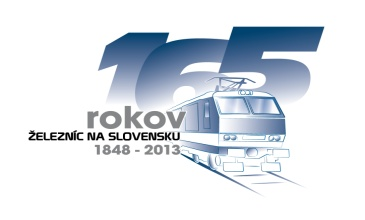 165
rokov
ŽELEZNÍC NA SLOVENSKU
1848 - 2013